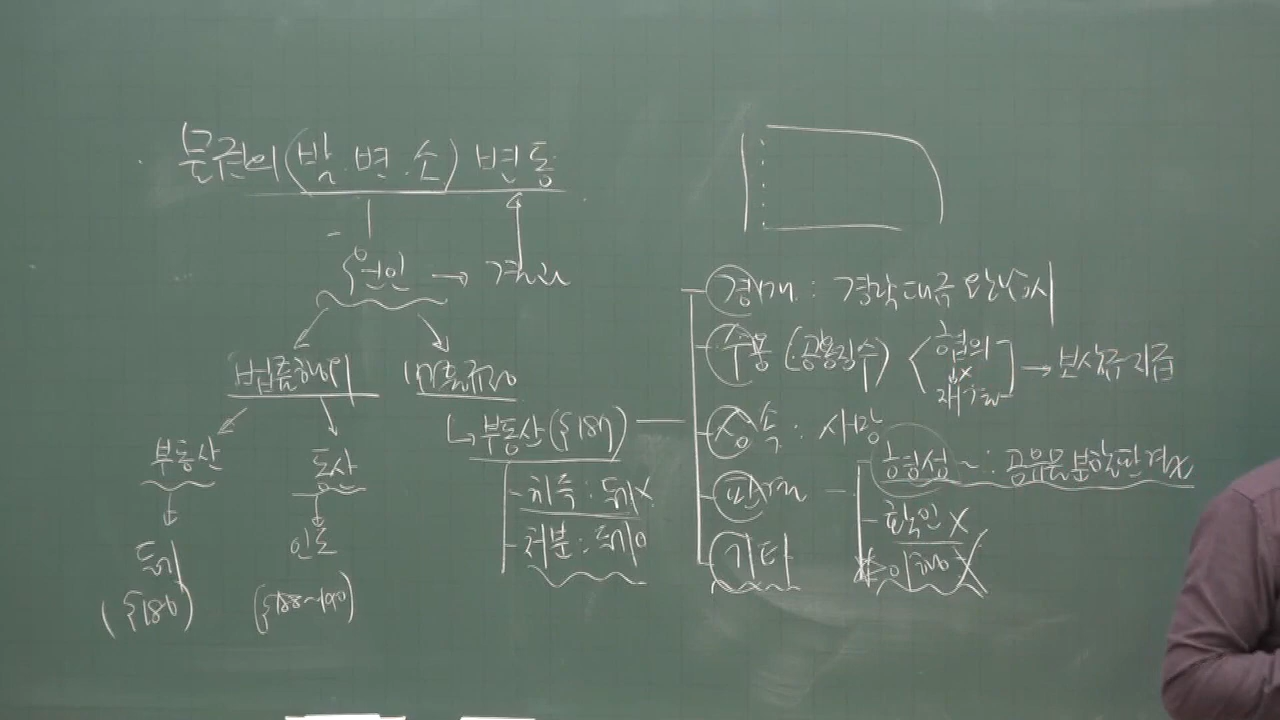 물권의 (발.변.소) 변동
원인 → 결과
법률행위
법률규정
부동산
동산
등기
인도
(§186)
(§188~190)
부동산(§187)
- 취득 : 등기X
- 처분 : 등기O
경매 : 경락대금 완납시
수용 (공용징수) < 협의 X 재결 → 보상금지급
상속 : 사망
판결 - 형성 ~ : 공유물분할판결X
- 확인 X
이행 X
기타